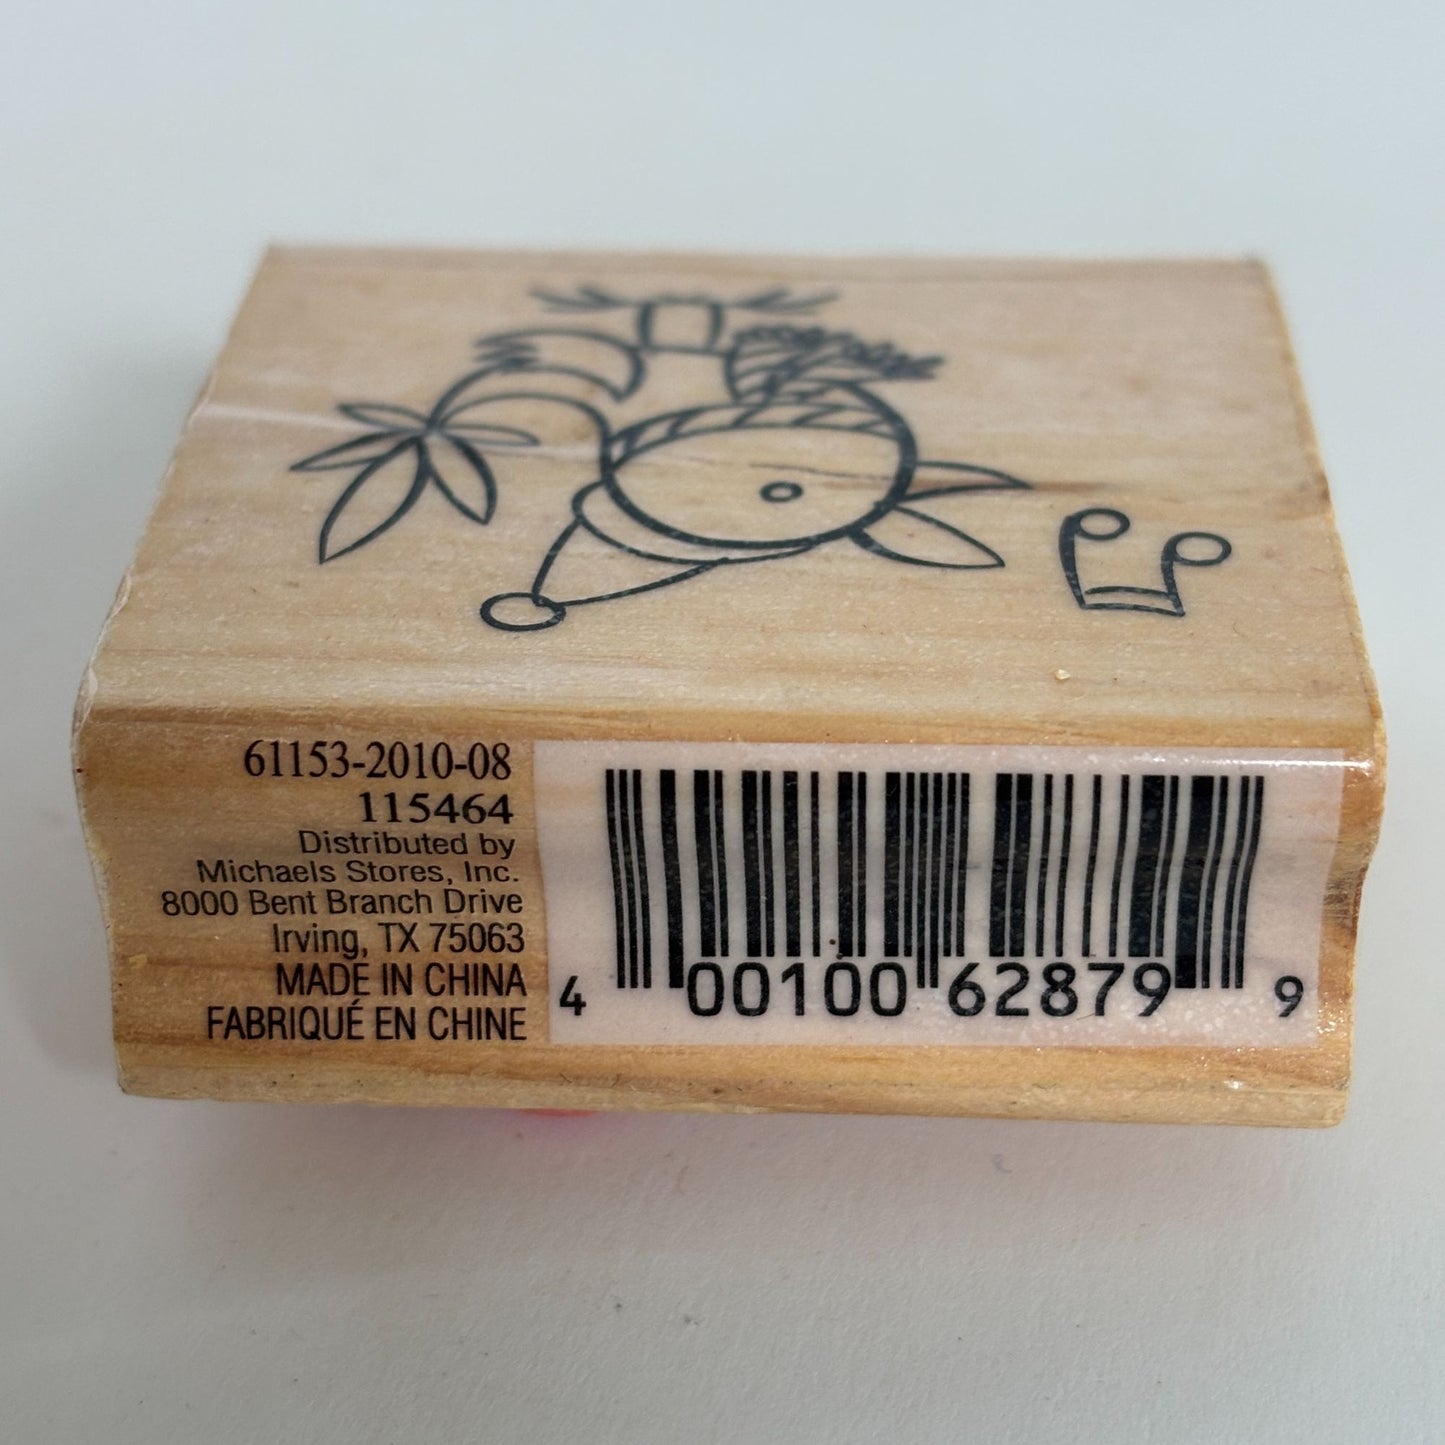 61153-2010-08
115464
Distributed by
Michaels Stores, Inc.
8000 Bent Branch Drive
Irving, TX 75063
MADE IN CHINA
FABRIQUÉ EN CHINE
4 00100 62879 9